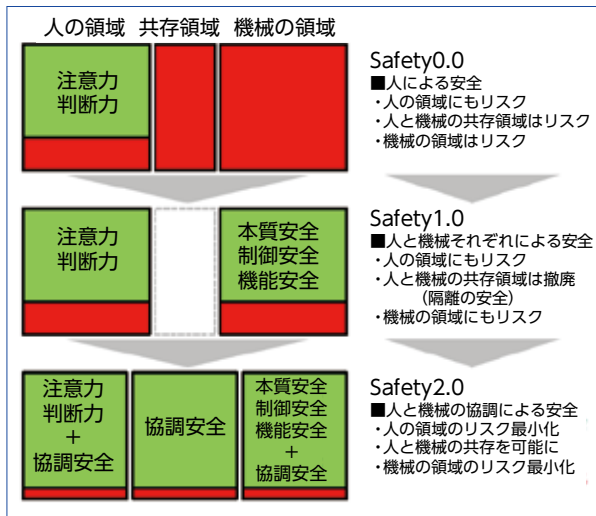 人の領域 共存領域 機械の領域
注意力
判断力
Safety0.0
■人による安全
・人の領域にもリスク
・人と機械の共存領域はリスク
・機械の領域はリスク
注意力
判断力
本質安全
制御安全
機能安全
Safety1.0
■人と機械それぞれによる安全
・人の領域にもリスク
・人と機械の共存領域は撤廃
(隔離の安全)
・機械の領域にもリスク
注意力
判断力
+
協調安全
協調安全
本質安全
制御安全
機能安全
+
協調安全
Safety2.0
■人と機械の協調による安全
・人の領域のリスク最小化
・人と機械の共存を可能に
・機械の領域のリスク最小化